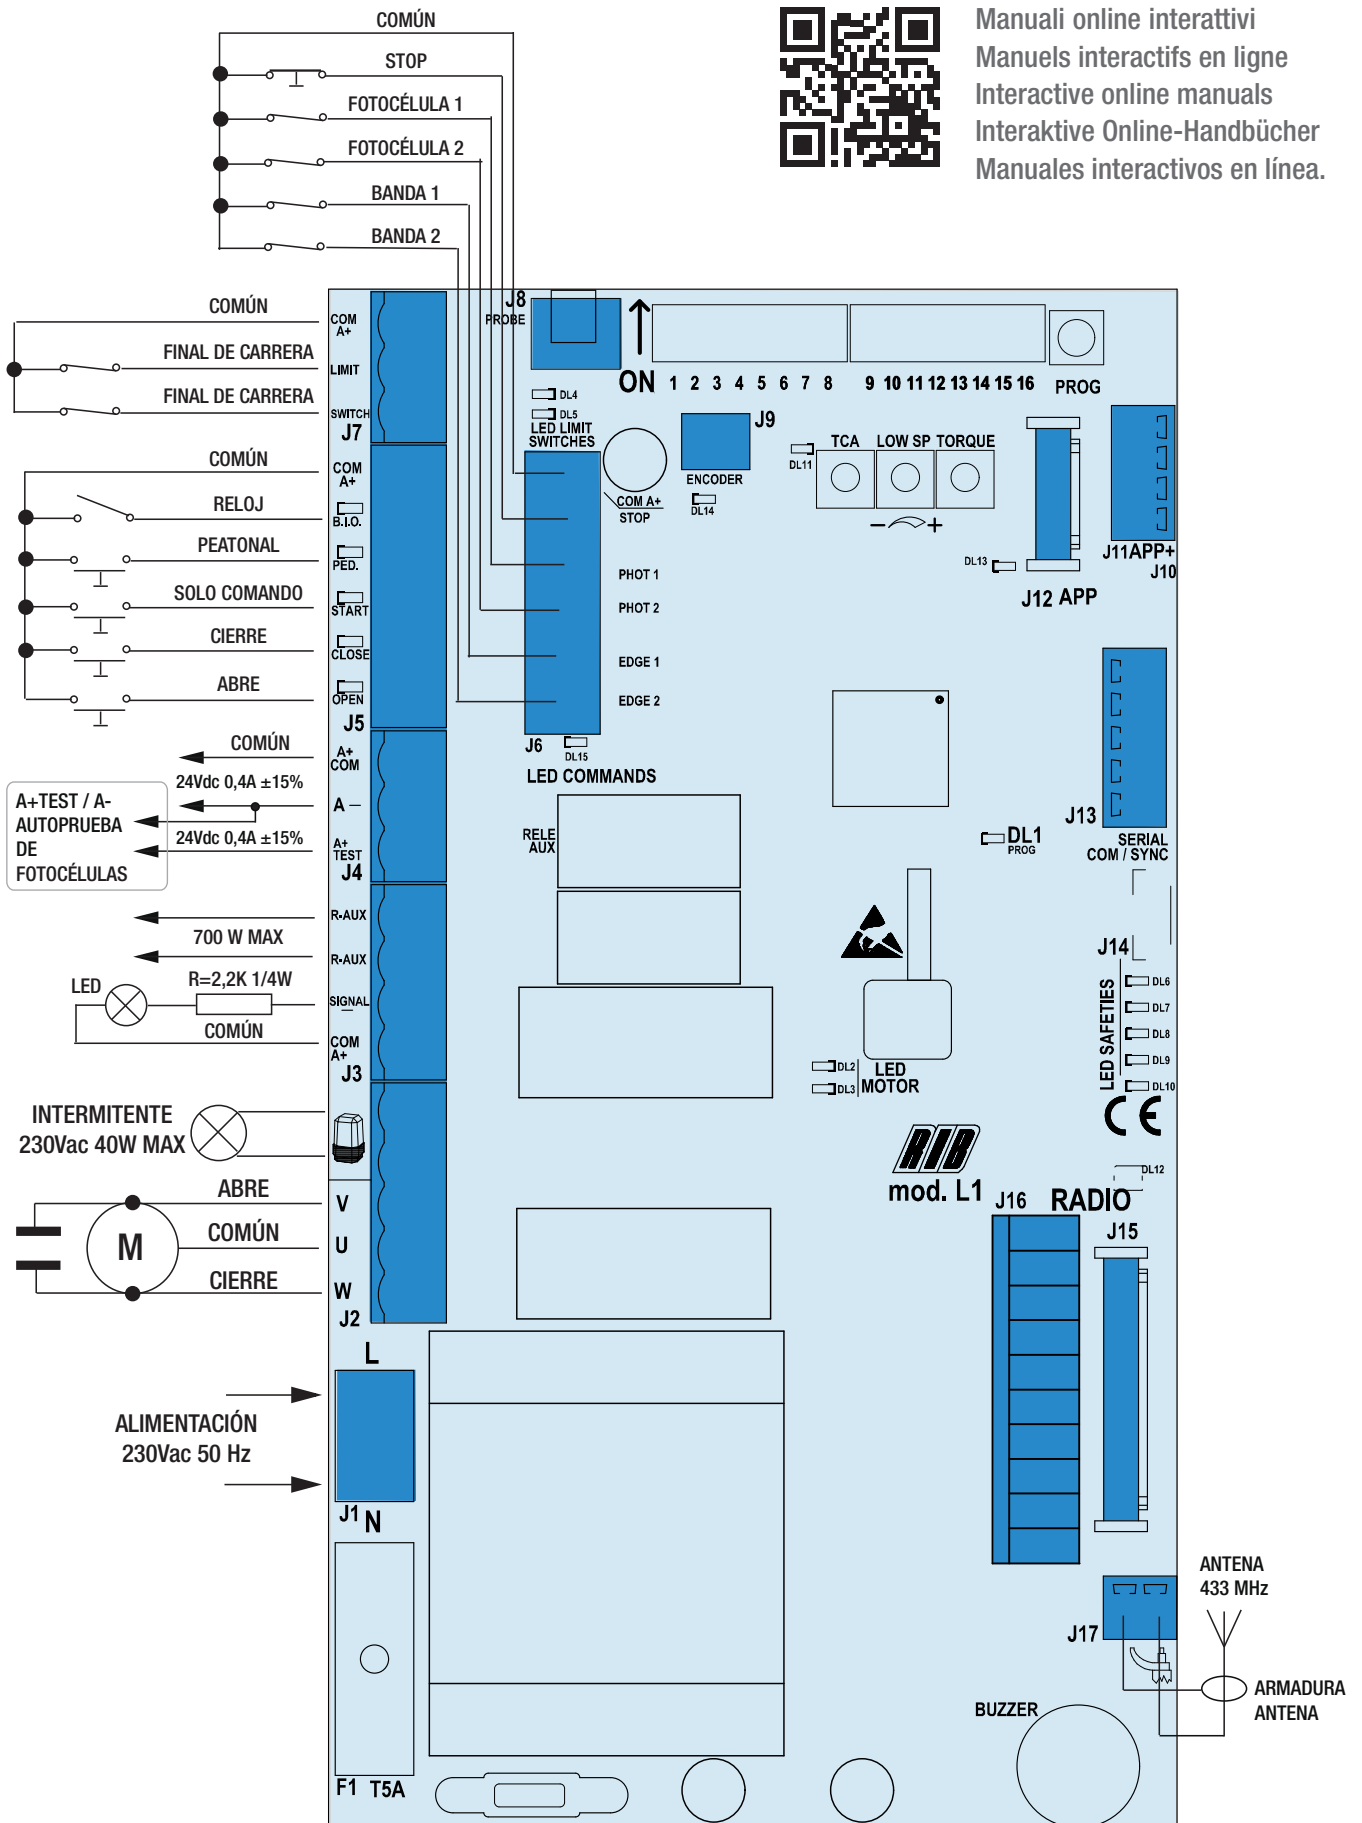 Manuali online interattivi
Manuels interactifs en ligne
Interactive online manuals
Interaktive Online-Handbücher
Manuales interactivos en línea.
COMÚN
STOP
FOTOCÉLULA 1
FOTOCÉLULA 2
BANDA 1
BANDA 2
COMÚN
FINAL DE CARRERA
FINAL DE CARRERA
COM
A+
LIMIT
SWITCH
J7
COMÚN
RELOJ
PEATONAL
SOLO COMANDO
CIERRE
ABRE
COM
A+
B.I.O.
PED.
START
CLOSE
OPEN
J5
COMÚN
24Vdc 0,4A ±15%
24Vdc 0,4A ±15%
A+TEST / A-
AUTOPRUEBA
DE
FOTOCÉLULAS
A+
COM
A –
A+
TEST
J4
700 W MAX
LED
R=2,2K 1/4W
COMÚN
R-AUX
R-AUX
SIGNAL
–
COM
A+
J3
INTERMITENTE
230Vac 40W MAX
ABRE
COMÚN
CIERRE
M
V
U
W
J2
L
ALIMENTACIÓN
230Vac 50 Hz
J1 N
F1 T5A
J8
PROBE
ON
1 2 3 4 5 6 7 8 9 10 11 12 13 14 15 16
PROG
DL4
DL5
LED LIMIT
SWITCHES
J9
ENCODER
DL14
COM A+
STOP
PHOT 1
PHOT 2
EDGE 1
EDGE 2
J6
DL15
LED COMMANDS
DL11
TCA LOW SP TORQUE
– +
DL13
J12 APP
J11 APP+
J10
J13
SERIAL
COM / SYNC
RELE
AUX
DL1
PROG
J14
LED SAFETIES
DL6
DL7
DL8
DL9
DL10
CE
DL2
DL3
LED
MOTOR
RIB
mod. L1
DL12
J16 RADIO
J15
J17
BUZZER
ANTENA
433 MHz
ARMADURA
ANTENA